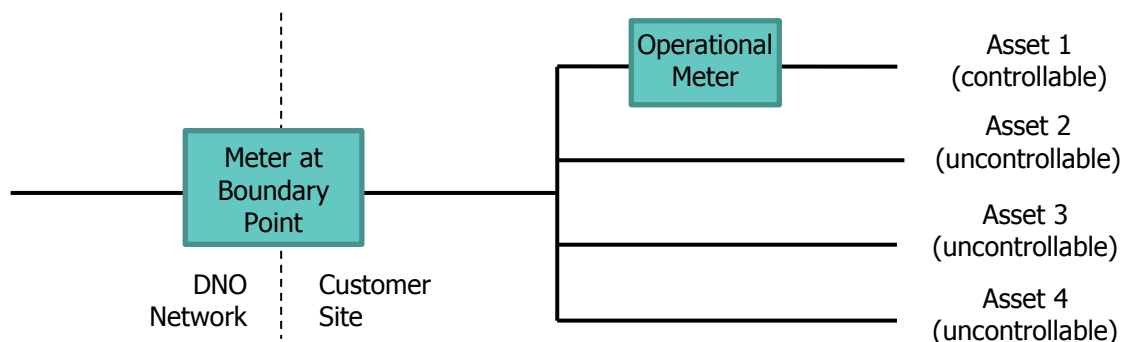 Operational
Meter
Asset 1
(controllable)
Asset 2
(uncontrollable)
Meter at
Boundary
Point
Asset 3
(uncontrollable)
DNO
Network
Customer
Site
Asset 4
(uncontrollable)